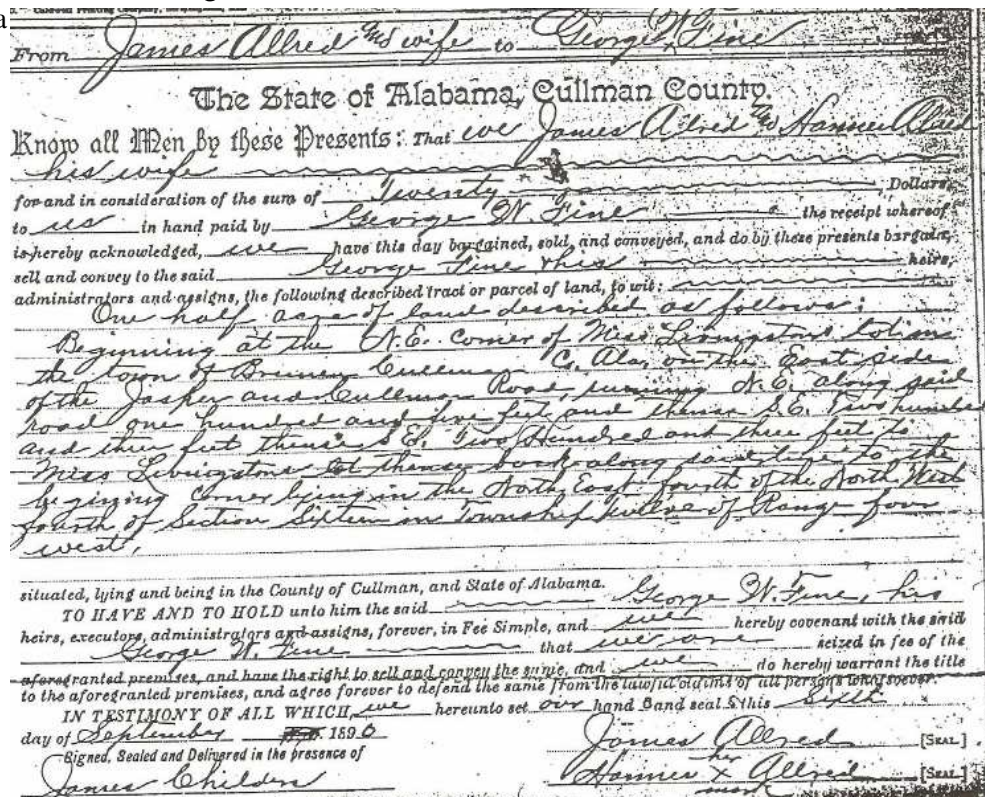 a
From James Allred and wife to George W. Fine
The State of Alabama, Cullman County.
Know all Men by these Presents: That we James Allred and Hanner Allred
his wife
for and in consideration of the sum of Twenty Dollars,
to us in hand paid by George W. Fine the receipt whereof
is hereby acknowledged, we have this day bargained, sold, and conveyed, and do by these presents bargain,
sell and convey to the said George Fine & his heirs,
administrators and assigns, the following described tract or parcel of land, to wit:
One half acre of land described as follows:
Beginning at the N.E. Corner of Miss Livingstons lot in
the town of Bremen Cullman Co. Ala, on the East side
of the Jasper and Cullman Road, running N.E. along said
road one hundred and five feet, and thense S.E. Two hundred
and three feet thense S.E. Two Hundred and three feet to
Miss Livingstons lot thense back along said line to the
begining Corner lying in the North East fourth of the North West
fourth of Section Sixteen in Township Twelve of Range four
west,
situated, lying and being in the County of Cullman, and State of Alabama.
TO HAVE AND TO HOLD unto him the said George W. Fine, his
heirs, executors, administrators and assigns, forever, in Fee Simple, and we hereby covenant with the said
George W. Fine that we are seized in fee of the
aforegranted premises, and have the right to sell and convey the same, and we do hereby warrant the title
to the aforegranted premises, and agree forever to defend the same from the lawful claims of all persons whosoever.
IN TESTIMONY OF ALL WHICH, we hereunto set our hand s and seal s this Sixth
day of September 1896
Signed, Sealed and Delivered in the presence of James Allred [SEAL]
James Childers Hanner her x mark Allred [SEAL]